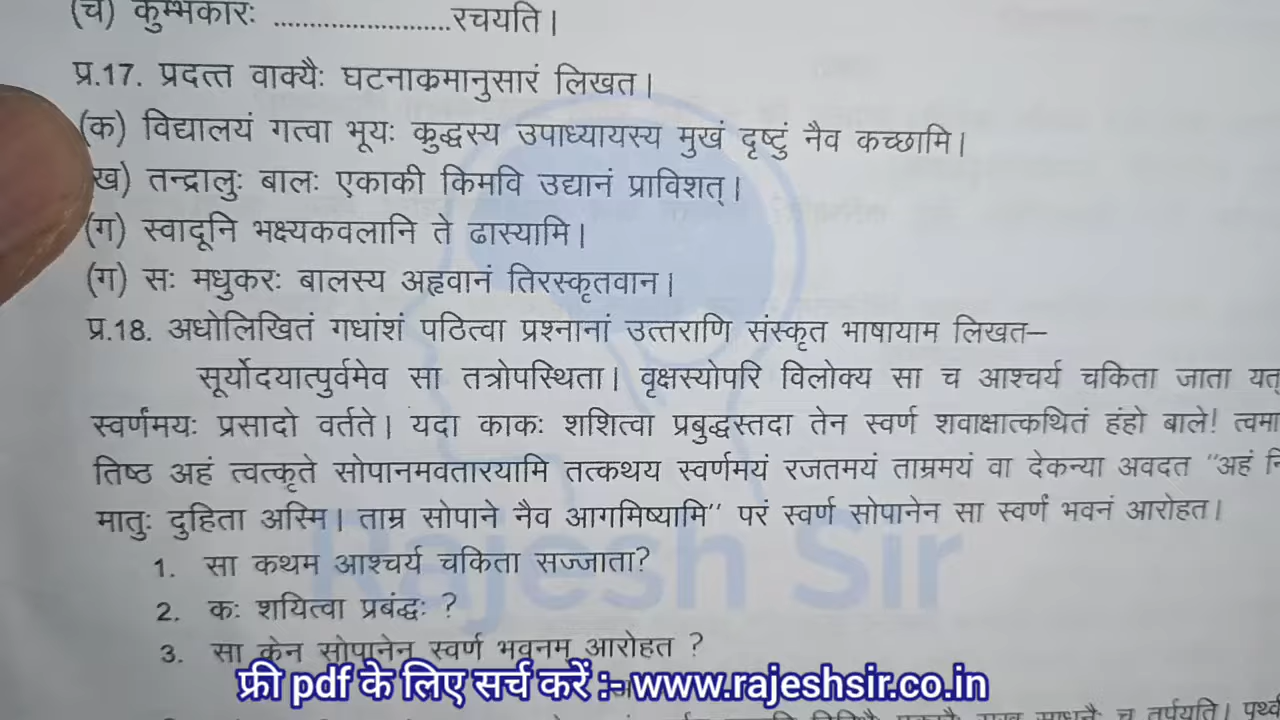 (च) कुम्भकारः ........................रचयति।
प्र.17. प्रदत्त वाक्यैः घटनाक्रमानुसारं लिखत।
(क) विद्यालयं गत्वा भूयः क्रुद्धस्य उपाध्यायस्य मुखं दृष्टुं नैव कच्छामि।
ख) तन्द्रालुः बालः एकाकी किमवि उद्यानं प्राविशत्।
(ग) स्वादूनि भक्ष्यकवलानि ते ढास्यामि।
(ग) सः मधुकरः बालस्य अह्ववानं तिरस्कृतवान।
प्र.18. अधोलिखितं गधांशं पठित्वा प्रश्नानां उत्तराणि संस्कृत भाषायाम लिखत–
सूर्योदयात्पुर्वमेव सा तत्रोपस्थिता। वृक्षस्योपरि विलोक्य सा च आश्चर्य चकिता जाता यत्
स्वर्णंमयः प्रसादो वर्तते। यदा काकः शशित्वा प्रबुद्धस्तदा तेन स्वर्ण शवाक्षात्कथितं हंहो बाले! त्वमा
तिष्ठ अहं त्वत्कृते सोपानमवतारयामि तत्कथय स्वर्णमयं रजतमयं ताम्रमयं वा देकन्या अवदत "अहं नि
मातुः दुहिता अस्मि। ताम्र सोपाने नैव आगमिष्यामि" परं स्वर्ण सोपानेन सा स्वर्णं भवनं आरोहत।
1. सा कथम आश्चर्य चकिता सज्जाता?
2. कः शयित्वा प्रबंद्धः ?
3. सा केन सोपानेन स्वर्ण भवनम् आरोहत ?
Rajesh Sir
फ्री pdf के लिए सर्च करें :- www.rajeshsir.co.in